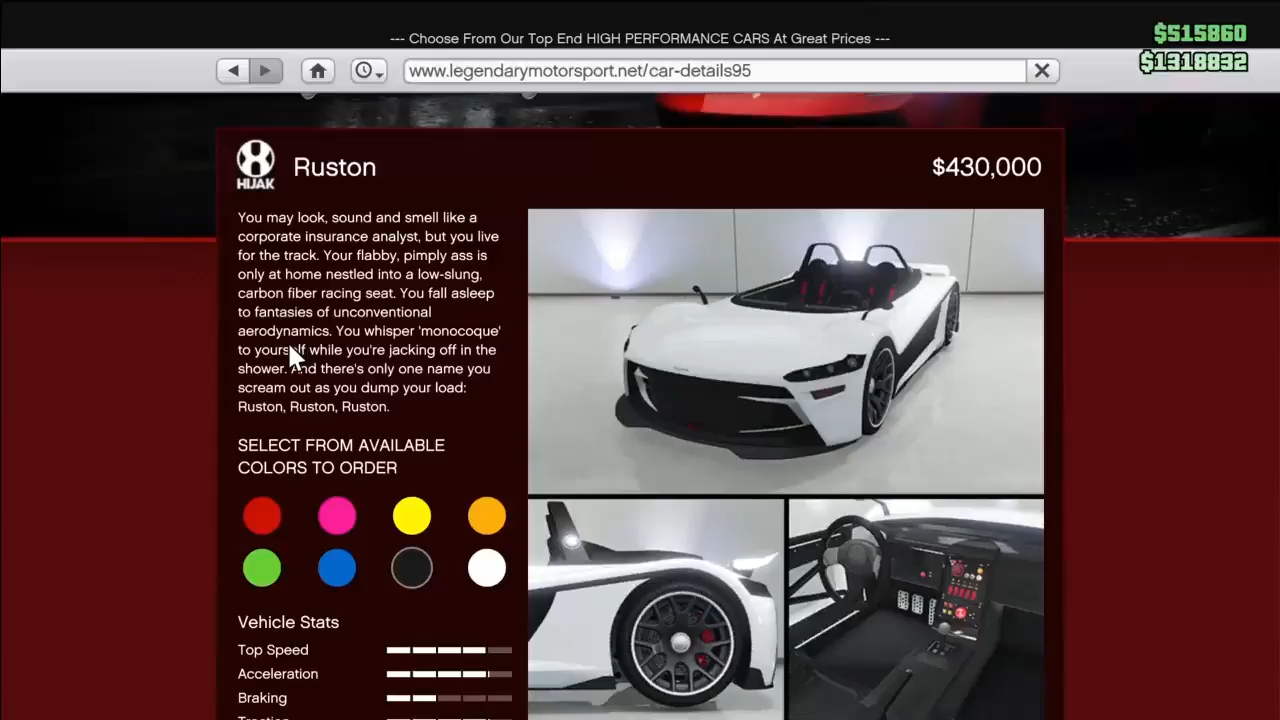 --- Choose From Our Top End HIGH PERFORMANCE CARS At Great Prices ---
$515860
$1318832
www.legendarymotorsport.net/car-details95
HIJAK
Ruston
$430,000
You may look, sound and smell like a
corporate insurance analyst, but you live
for the track. Your flabby, pimply ass is
only at home nestled into a low-slung,
carbon fiber racing seat. You fall asleep
to fantasies of unconventional
aerodynamics. You whisper 'monocoque'
to yourself while you're jacking off in the
shower. And there's only one name you
scream out as you dump your load:
Ruston, Ruston, Ruston.
SELECT FROM AVAILABLE
COLORS TO ORDER
Vehicle Stats
Top Speed
Acceleration
Braking